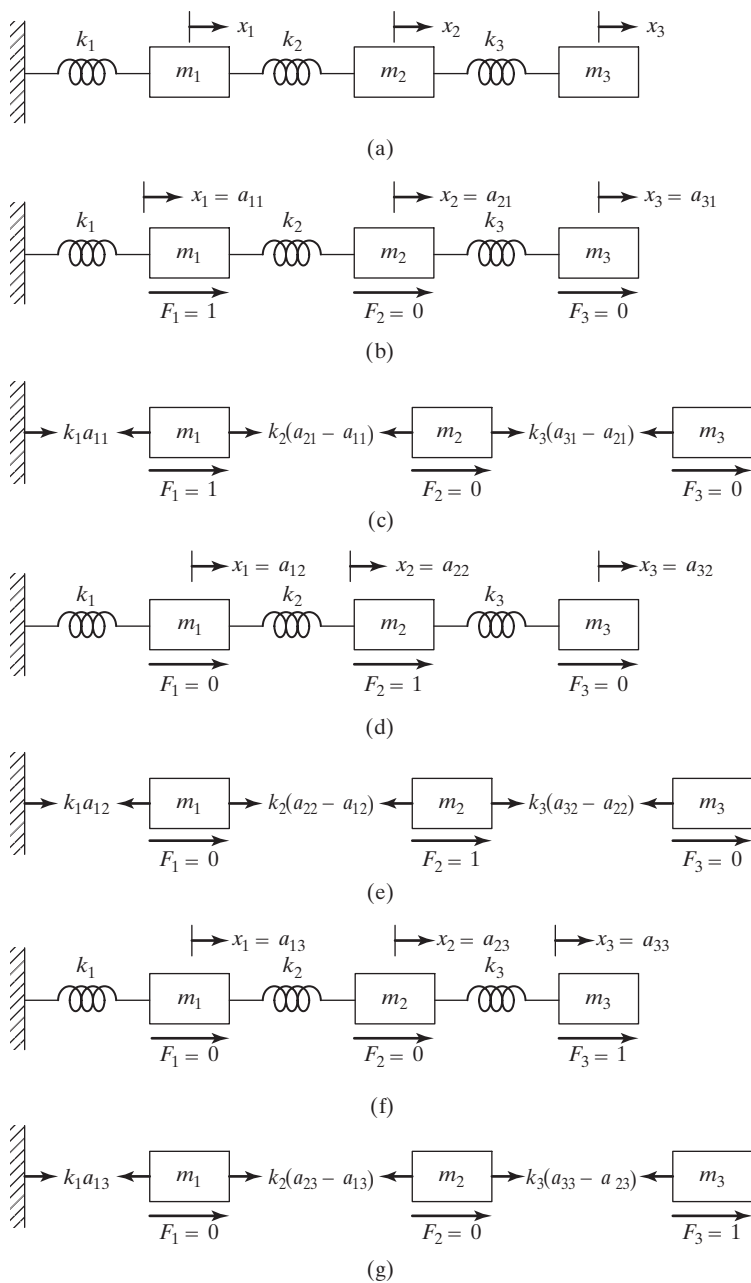 x₁ x₂ x₃
k₁ k₂ k₃
m₁ m₂ m₃
(a)
x₁ = a₁₁ x₂ = a₂₁ x₃ = a₃₁
k₁ k₂ k₃
m₁ m₂ m₃
F₁ = 1 F₂ = 0 F₃ = 0
(b)
k₁a₁₁ m₁ k₂(a₂₁ − a₁₁) m₂ k₃(a₃₁ − a₂₁) m₃
F₁ = 1 F₂ = 0 F₃ = 0
(c)
x₁ = a₁₂ x₂ = a₂₂ x₃ = a₃₂
k₁ k₂ k₃
m₁ m₂ m₃
F₁ = 0 F₂ = 1 F₃ = 0
(d)
k₁a₁₂ m₁ k₂(a₂₂ − a₁₂) m₂ k₃(a₃₂ − a₂₂) m₃
F₁ = 0 F₂ = 1 F₃ = 0
(e)
x₁ = a₁₃ x₂ = a₂₃ x₃ = a₃₃
k₁ k₂ k₃
m₁ m₂ m₃
F₁ = 0 F₂ = 0 F₃ = 1
(f)
k₁a₁₃ m₁ k₂(a₂₃ − a₁₃) m₂ k₃(a₃₃ − a₂₃) m₃
F₁ = 0 F₂ = 0 F₃ = 1
(g)